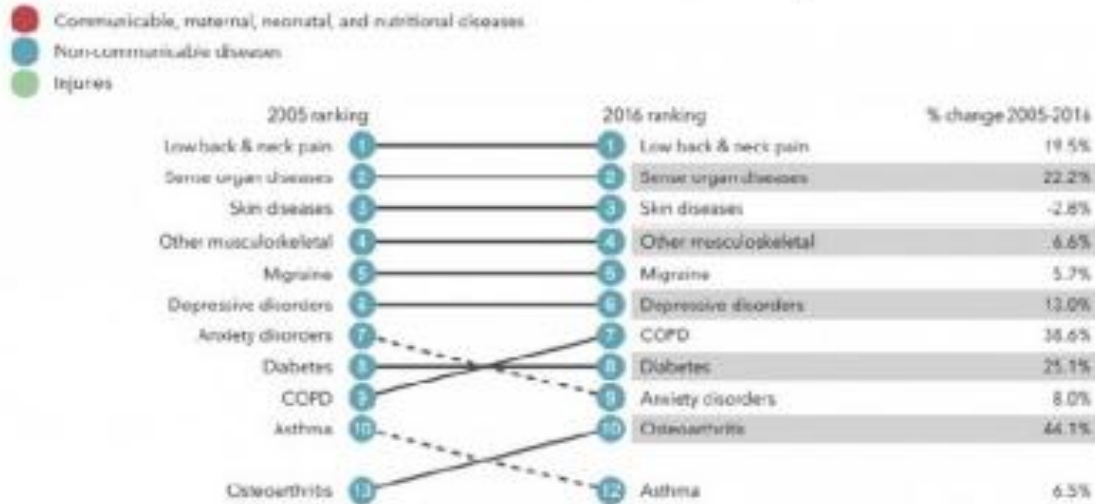 Communicable, maternal, neonatal, and nutritional diseases
Non-communicable diseases
Injuries
2005 ranking 2016 ranking % change 2005-2016
Low back & neck pain 1 1 Low back & neck pain 19.5%
Sense organ diseases 2 2 Sense organ diseases 22.2%
Skin diseases 3 3 Skin diseases -2.8%
Other musculoskeletal 4 4 Other musculoskeletal 6.6%
Migraine 5 5 Migraine 5.7%
Depressive disorders 6 6 Depressive disorders 13.0%
Anxiety disorders 7 7 COPD 38.6%
Diabetes 8 8 Diabetes 25.1%
COPD 9 9 Anxiety disorders 8.0%
Asthma 10 10 Osteoarthritis 44.1%
Osteoarthritis 12 Asthma 6.5%